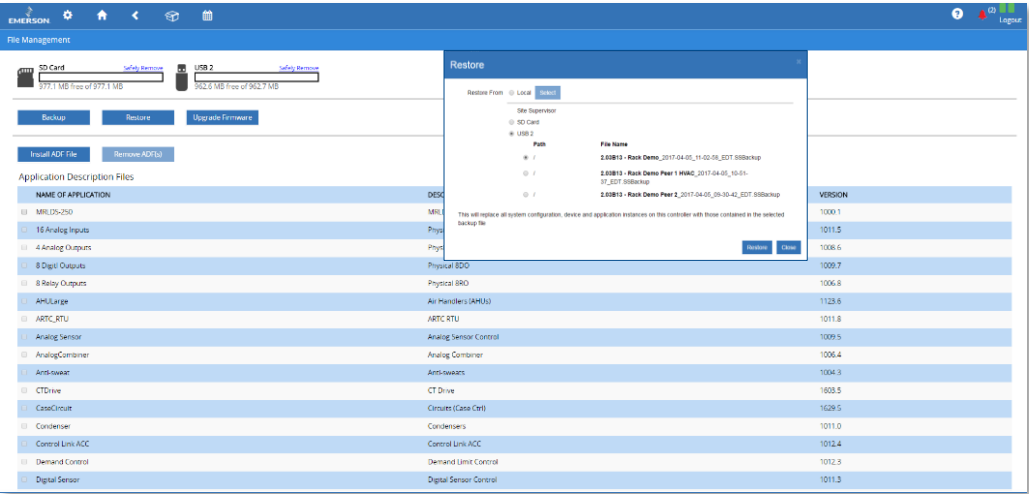 EMERSON
(2)
Logout
File Management
SD Card Safely Remove
977.1 MB free of 977.1 MB
USB 2 Safely Remove
962.6 MB free of 962.7 MB
Backup Restore Upgrade Firmware
Install ADF File Remove ADF(s)
Application Description Files
Restore
Restore From Local Select
Site Supervisor
SD Card
USB 2
Path File Name
/ 2.03B13 - Rack Demo_2017-04-05_11-02-58_EDT.SSBackup
/ 2.03B13 - Rack Demo Peer 1 HVAC_2017-04-05_10-51-
37_EDT.SSBackup
/ 2.03B13 - Rack Demo Peer 2_2017-04-05_09-30-42_EDT.SSBackup
This will replace all system configuration, device and application instances on this controller with those contained in the selected
backup file
Restore Close
NAME OF APPLICATION DESC VERSION
MRLDS-250 MRL 1000.1
16 Analog Inputs Phys 1011.5
4 Analog Outputs Phys 1008.6
8 Digitl Outputs Physical 8DO 1009.7
8 Relay Outputs Physical 8RO 1006.8
AHULarge Air Handlers (AHUs) 1123.6
ARTC_RTU ARTC RTU 1011.8
Analog Sensor Analog Sensor Control 1009.5
AnalogCombiner Analog Combiner 1006.4
Anti-sweat Anti-sweats 1004.3
CTDrive CT Drive 1603.5
CaseCircuit Circuits (Case Ctrl) 1629.5
Condenser Condensers 1011.0
Control Link ACC Control Link ACC 1012.4
Demand Control Demand Limit Control 1012.3
Digital Sensor Digital Sensor Control 1011.3